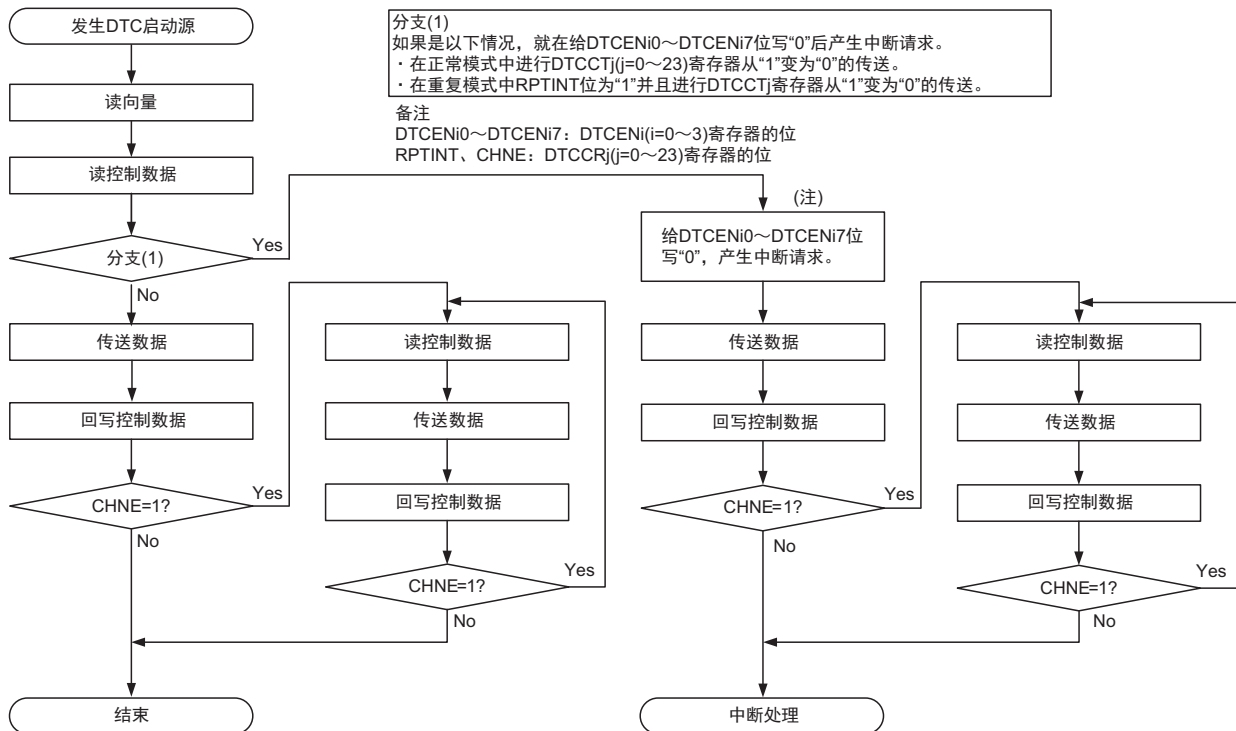 发生DTC启动源
分支(1)
如果是以下情况，就在给DTCENi0～DTCENi7位写“0”后产生中断请求。
・在正常模式中进行DTCCTj(j=0～23)寄存器从“1”变为“0”的传送。
・在重复模式中RPTINT位为“1”并且进行DTCCTj寄存器从“1”变为“0”的传送。
备注
DTCENi0～DTCENi7：DTCENi(i=0～3)寄存器的位
RPTINT、CHNE：DTCCRj(j=0～23)寄存器的位
读向量
读控制数据
分支(1)
Yes
No
传送数据
回写控制数据
CHNE=1?
Yes
No
读控制数据
传送数据
回写控制数据
CHNE=1?
Yes
No
结束
(注)
给DTCENi0～DTCENi7位
写“0”，产生中断请求。
传送数据
回写控制数据
CHNE=1?
Yes
No
读控制数据
传送数据
回写控制数据
CHNE=1?
Yes
No
中断处理